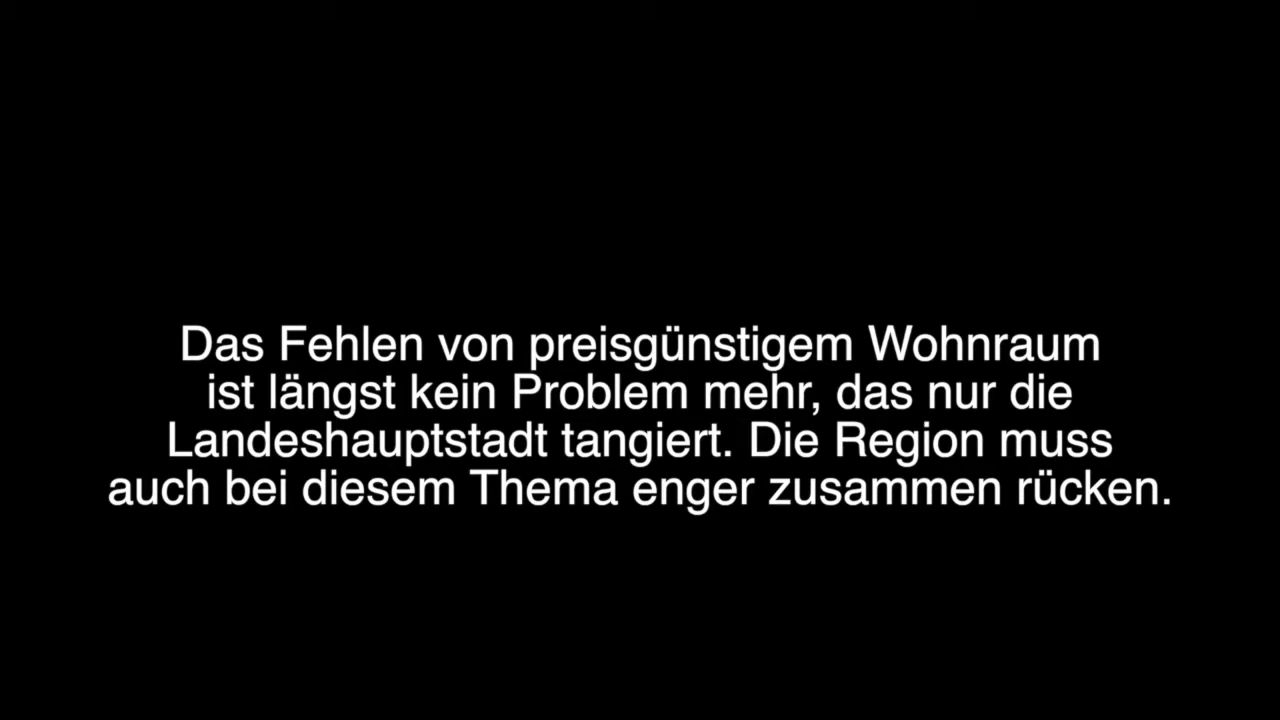 Das Fehlen von preisgünstigem Wohnraum
ist längst kein Problem mehr, das nur die
Landeshauptstadt tangiert. Die Region muss
auch bei diesem Thema enger zusammen rücken.